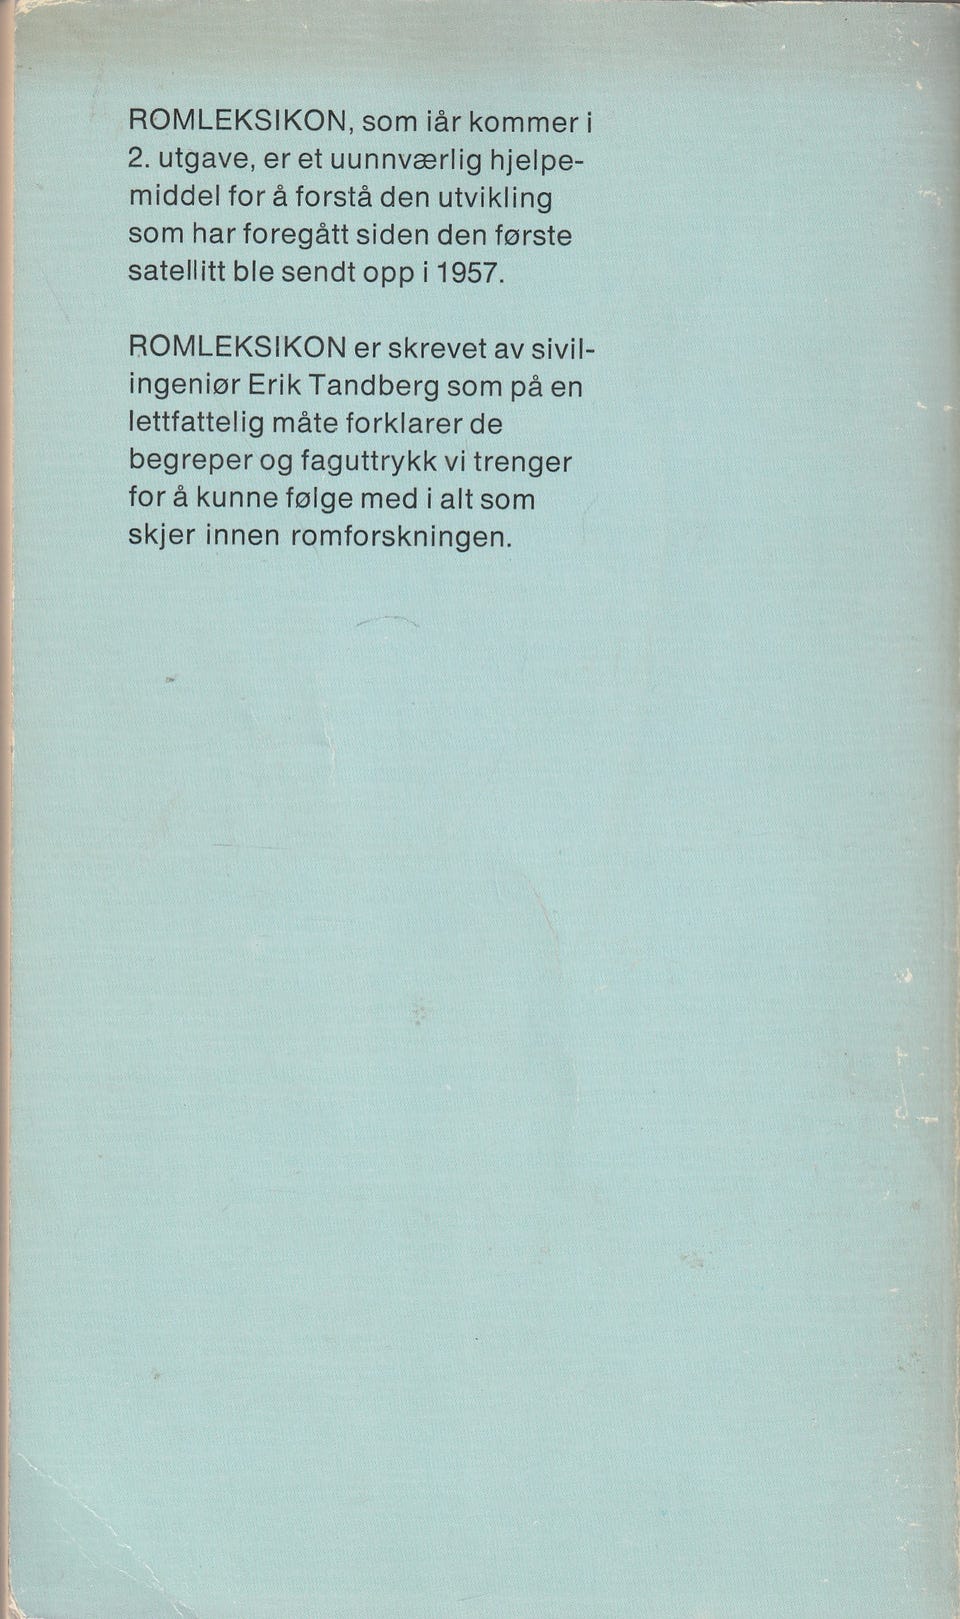 ROMLEKSIKON, som iår kommer i
2. utgave, er et uunnværlig hjelpe-
middel for å forstå den utvikling
som har foregått siden den første
satellitt ble sendt opp i 1957.
ROMLEKSIKON er skrevet av sivil-
ingeniør Erik Tandberg som på en
lettfattelig måte forklarer de
begreper og faguttrykk vi trenger
for å kunne følge med i alt som
skjer innen romforskningen.